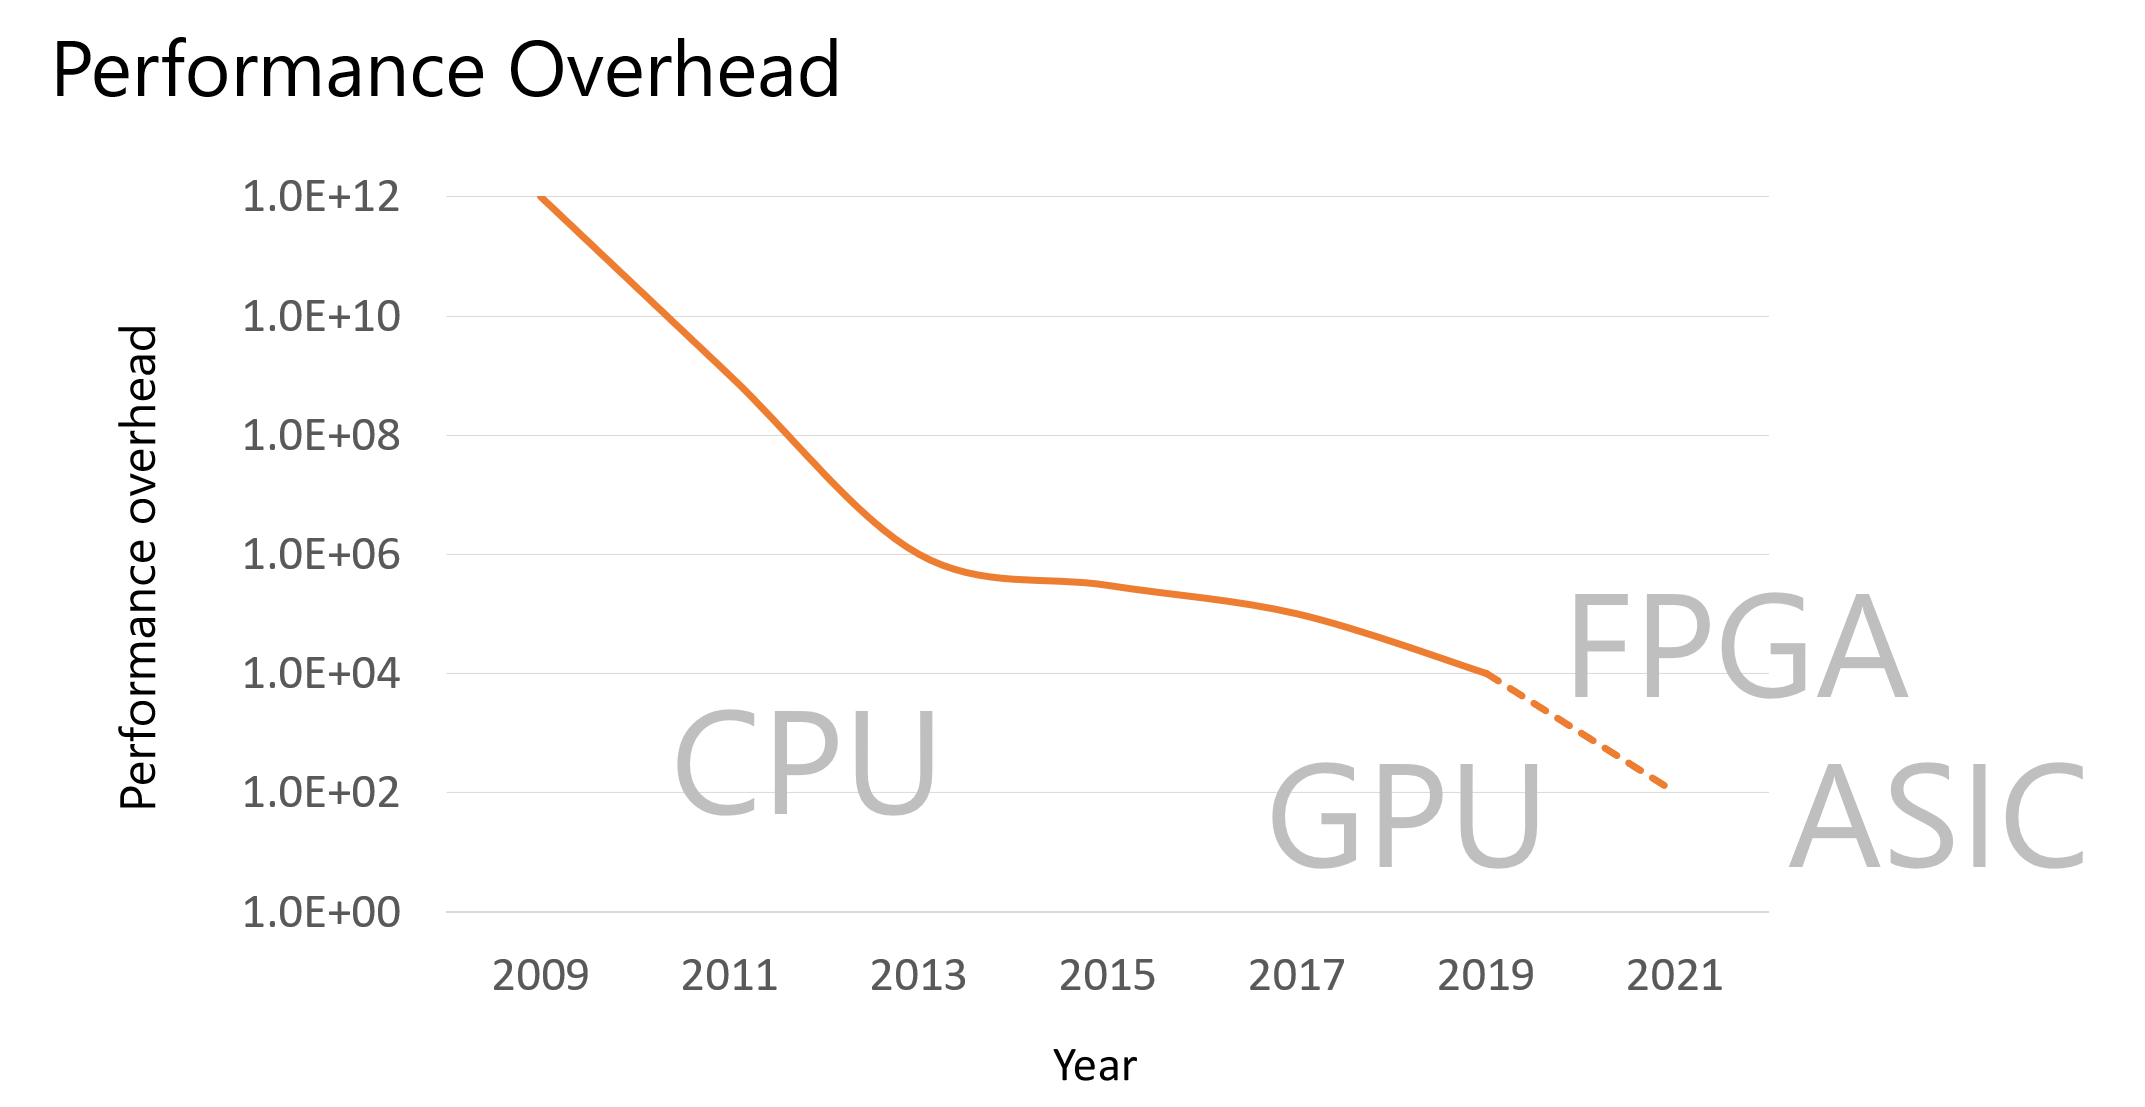 Performance Overhead
Performance overhead
1.0E+12
1.0E+10
1.0E+08
1.0E+06
1.0E+04
1.0E+02
1.0E+00
CPU
GPU
FPGA
ASIC
2009 2011 2013 2015 2017 2019 2021
Year